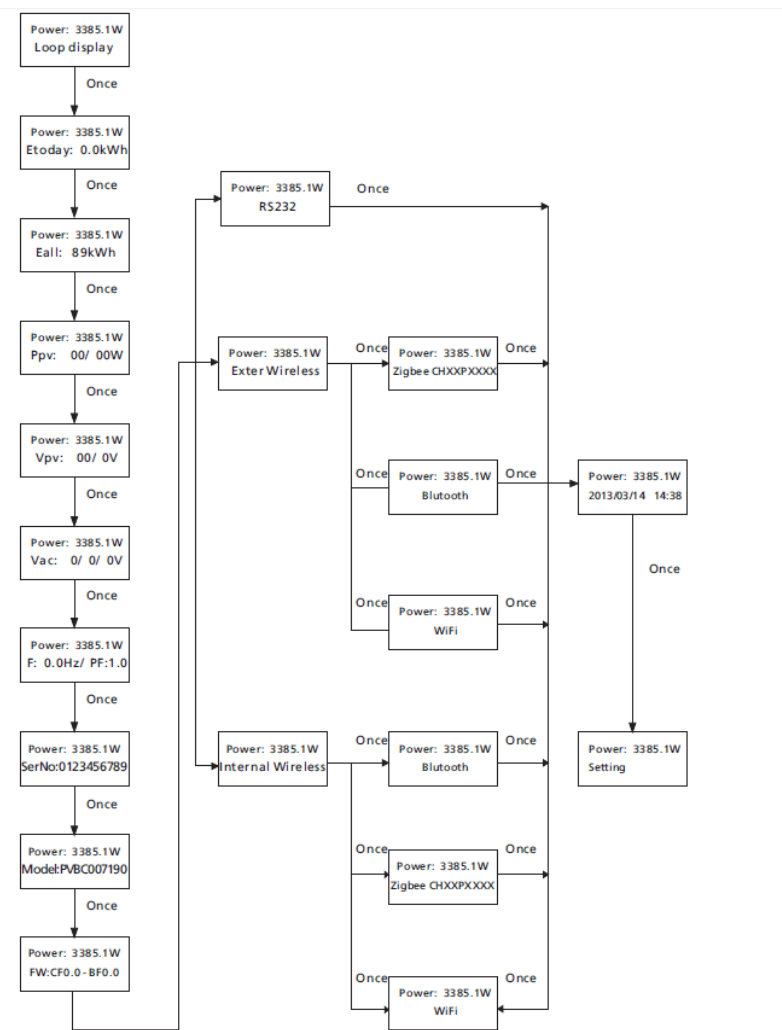 Power: 3385.1W
Loop display
Once
Power: 3385.1W
Etoday: 0.0kWh
Once
Power: 3385.1W
Eall: 89kWh
Once
Power: 3385.1W
Ppv: 00/ 00W
Once
Power: 3385.1W
Vpv: 00/ 0V
Once
Power: 3385.1W
Vac: 0/ 0/ 0V
Once
Power: 3385.1W
F: 0.0Hz/ PF:1.0
Once
Power: 3385.1W
SerNo:0123456789
Once
Power: 3385.1W
Model:PVBC007190
Once
Power: 3385.1W
FW:CF0.0-BF0.0
Power: 3385.1W
RS232
Once
Power: 3385.1W
Exter Wireless
Once
Power: 3385.1W
Zigbee CHXXPXXXX
Once
Once
Power: 3385.1W
Blutooth
Once
Once
Power: 3385.1W
WiFi
Once
Power: 3385.1W
Internal Wireless
Once
Power: 3385.1W
Blutooth
Once
Once
Power: 3385.1W
Zigbee CHXXPXXXX
Once
Once
Power: 3385.1W
WiFi
Once
Power: 3385.1W
2013/03/14 14:38
Once
Power: 3385.1W
Setting